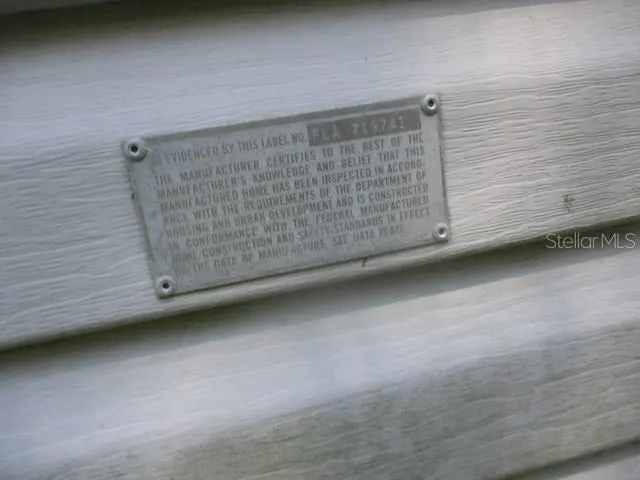 AS EVIDENCED BY THIS LABEL NO. FLA
THE MANUFACTURER CERTIFIES TO THE BEST OF THE
MANUFACTURER'S KNOWLEDGE AND BELIEF THAT THIS
MANUFACTURED HOME HAS BEEN INSPECTED IN ACCORD-
ANCE WITH THE REQUIREMENTS OF THE DEPARTMENT OF
HOUSING AND URBAN DEVELOPMENT AND IS CONSTRUCTED
IN CONFORMANCE WITH THE FEDERAL MANUFACTURED
HOME CONSTRUCTION AND SAFETY STANDARDS IN EFFECT
ON THE DATE OF MANUFACTURE. SEE DATA PLATE.
Stellar MLS